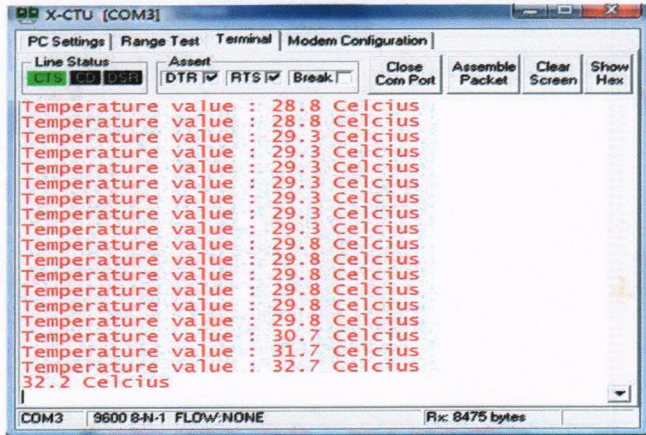 X-CTU [COM3]
PC Settings Range Test Terminal Modem Configuration
Line Status Assert
CTS CD DSR DTR RTS Break Close Com Port Assemble Packet Clear Screen Show Hex
Temperature value : 28.8 Celcius
Temperature value : 28.8 Celcius
Temperature value : 29.3 Celcius
Temperature value : 29.3 Celcius
Temperature value : 29.3 Celcius
Temperature value : 29.3 Celcius
Temperature value : 29.3 Celcius
Temperature value : 29.3 Celcius
Temperature value : 29.3 Celcius
Temperature value : 29.8 Celcius
Temperature value : 29.8 Celcius
Temperature value : 29.8 Celcius
Temperature value : 29.8 Celcius
Temperature value : 29.8 Celcius
Temperature value : 29.8 Celcius
Temperature value : 30.7 Celcius
Temperature value : 31.7 Celcius
Temperature value : 32.7 Celcius
32.2 Celcius
COM3 9600 8-N-1 FLOW:NONE Rx: 8475 bytes